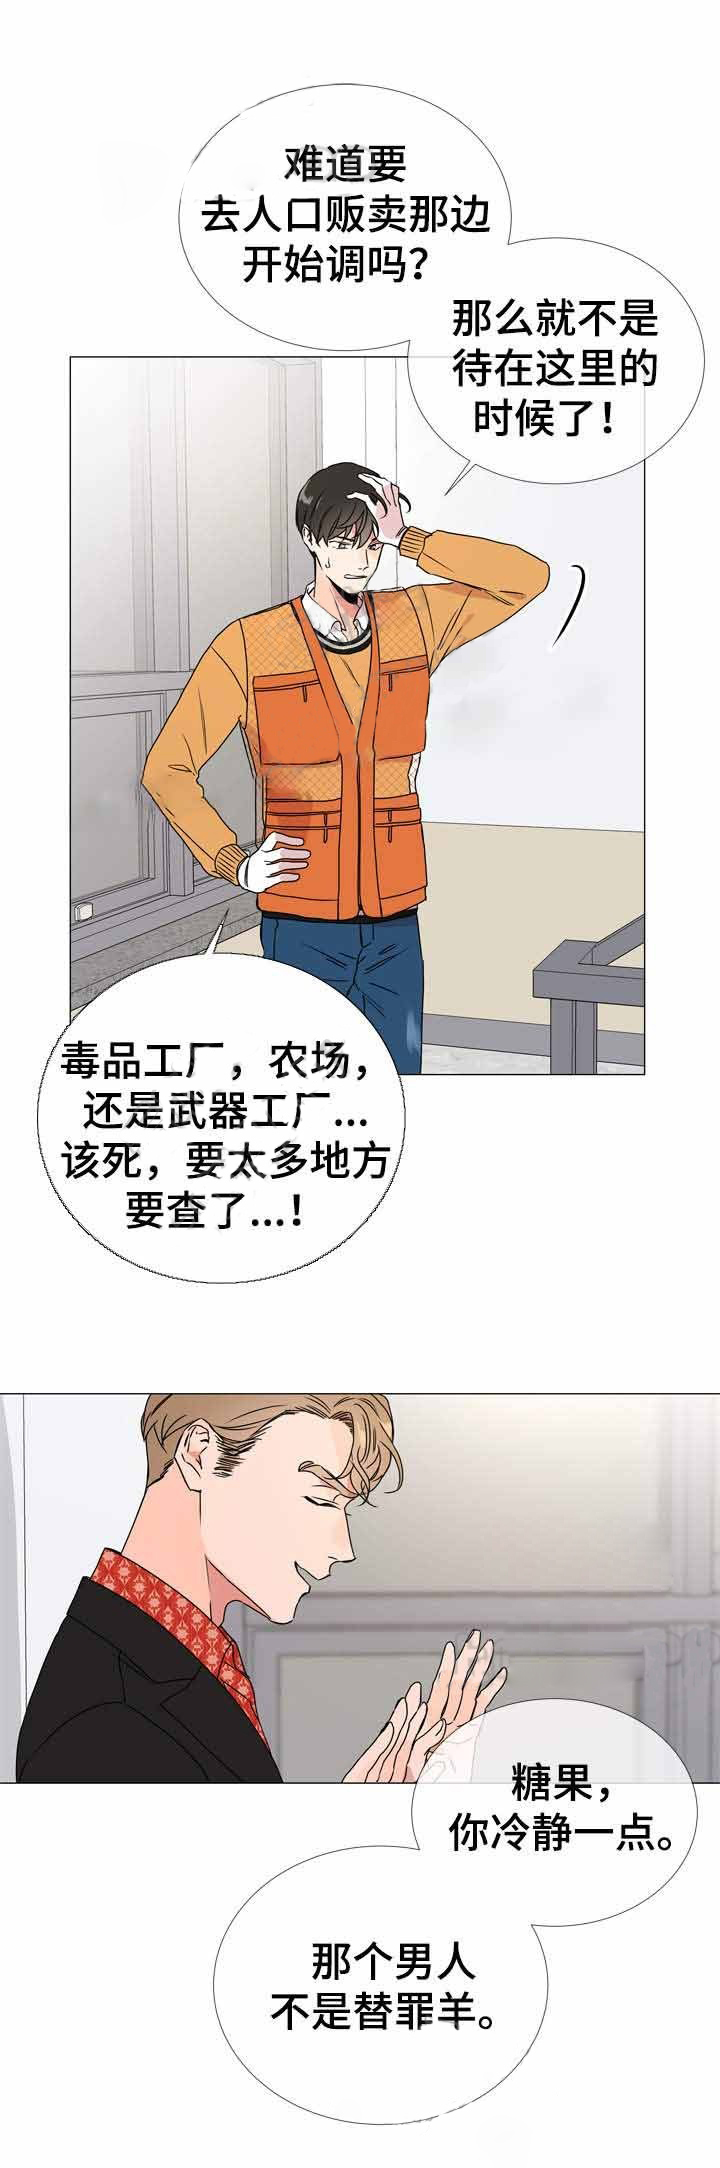 难道要
去人口贩卖那边
开始调吗？
那么就不是
待在这里的
时候了！
毒品工厂，农场，
还是武器工厂...
该死，要太多地方
要查了...！
糖果，
你冷静一点。
那个男人
不是替罪羊。